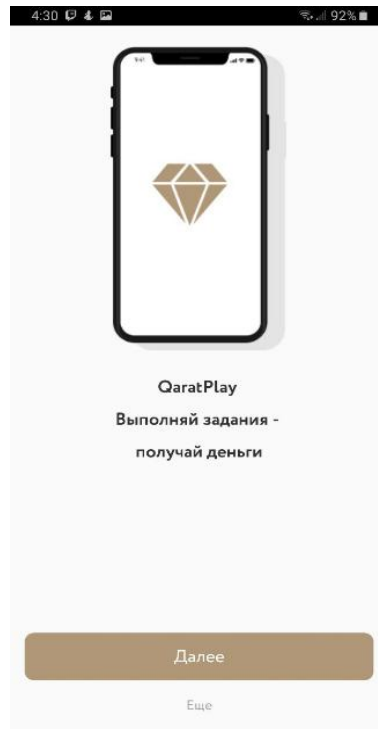 4:30 92%
QaratPlay
Выполняй задания -
получай деньги
Далее
Еще